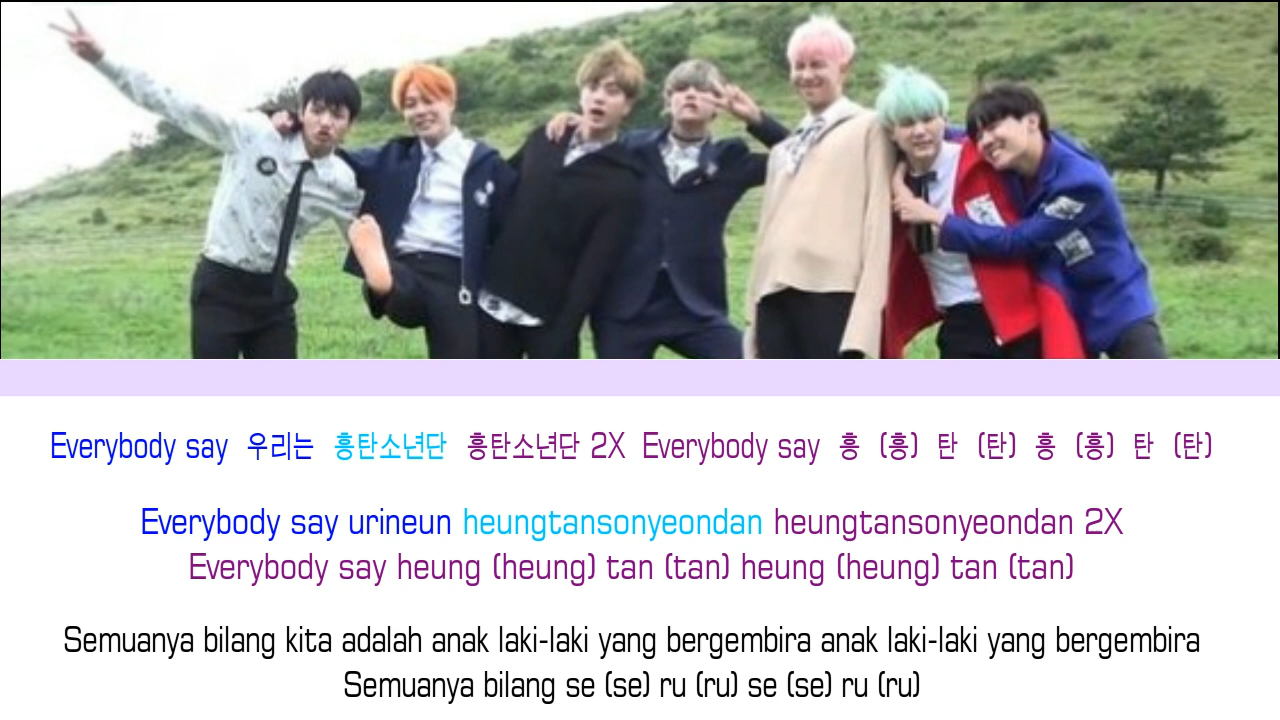 Everybody say 우리는 흥탄소년단 흥탄소년단 2X Everybody say 흥 (흥) 탄 (탄) 흥 (흥) 탄 (탄)
Everybody say urineun heungtansonyeondan heungtansonyeondan 2X
Everybody say heung (heung) tan (tan) heung (heung) tan (tan)
Semuanya bilang kita adalah anak laki-laki yang bergembira anak laki-laki yang bergembira
Semuanya bilang se (se) ru (ru) se (se) ru (ru)